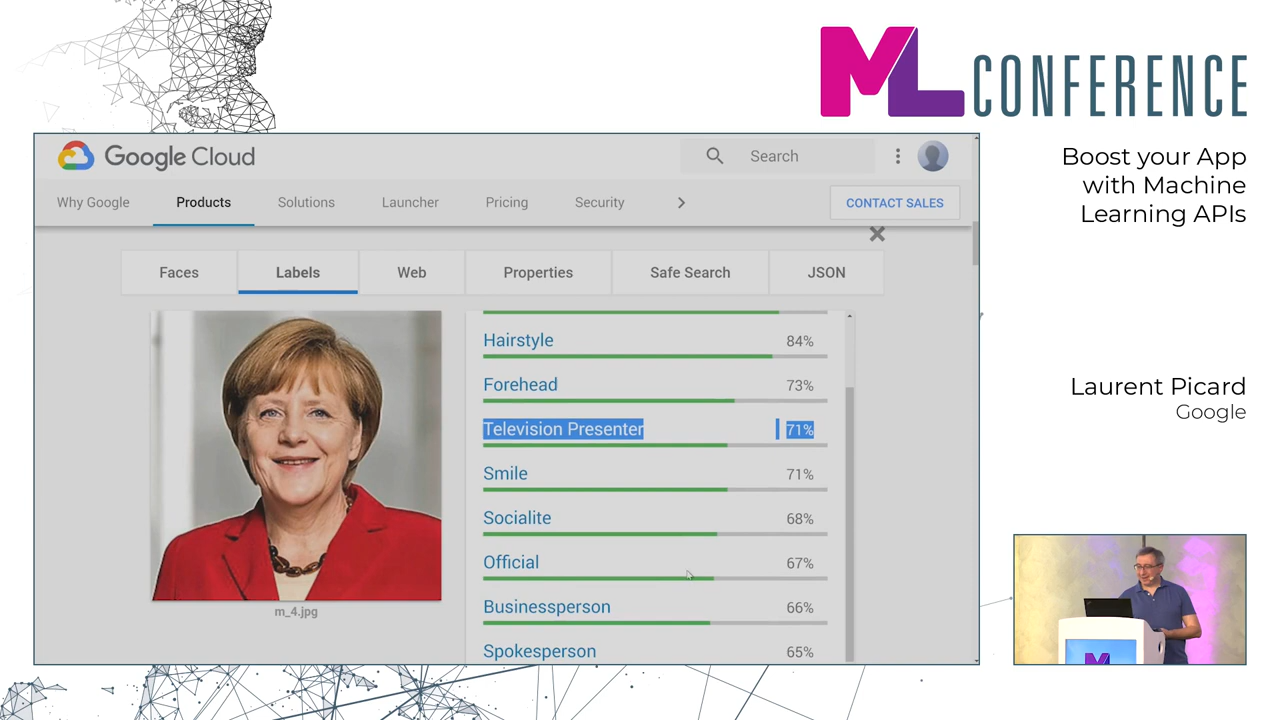 ML CONFERENCE
Boost your App
with Machine
Learning APIs
Laurent Picard
Google
Google Cloud
Search
Why Google
Products
Solutions
Launcher
Pricing
Security
CONTACT SALES
Faces
Labels
Web
Properties
Safe Search
JSON
Hairstyle 84%
Forehead 73%
Television Presenter 71%
Smile 71%
Socialite 68%
Official 67%
Businessperson 66%
Spokesperson 65%
m_4.jpg
M